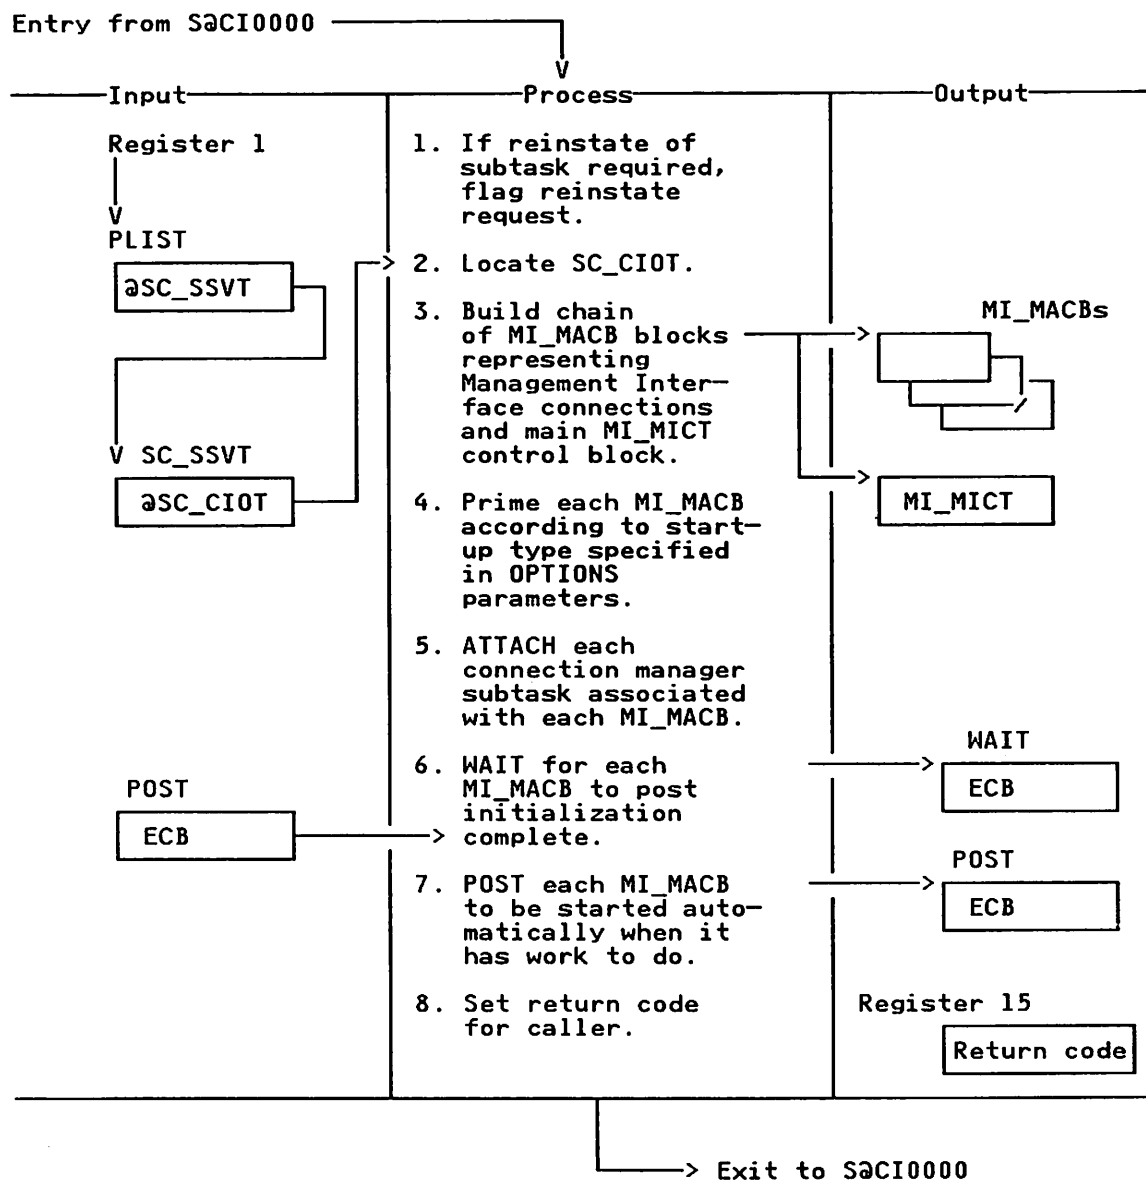 Entry from S@CI0000
Input
Process
Output
Register 1
PLIST
@SC_SSVT
SC_SSVT
@SC_CIOT
POST
ECB
1. If reinstate of
subtask required,
flag reinstate
request.
2. Locate SC_CIOT.
3. Build chain
of MI_MACB blocks
representing
Management Inter-
face connections
and main MI_MICT
control block.
4. Prime each MI_MACB
according to start-
up type specified
in OPTIONS
parameters.
5. ATTACH each
connection manager
subtask associated
with each MI_MACB.
6. WAIT for each
MI_MACB to post
initialization
complete.
7. POST each MI_MACB
to be started auto-
matically when it
has work to do.
8. Set return code
for caller.
MI_MACBs
MI_MICT
WAIT
ECB
POST
ECB
Register 15
Return code
Exit to S@CI0000